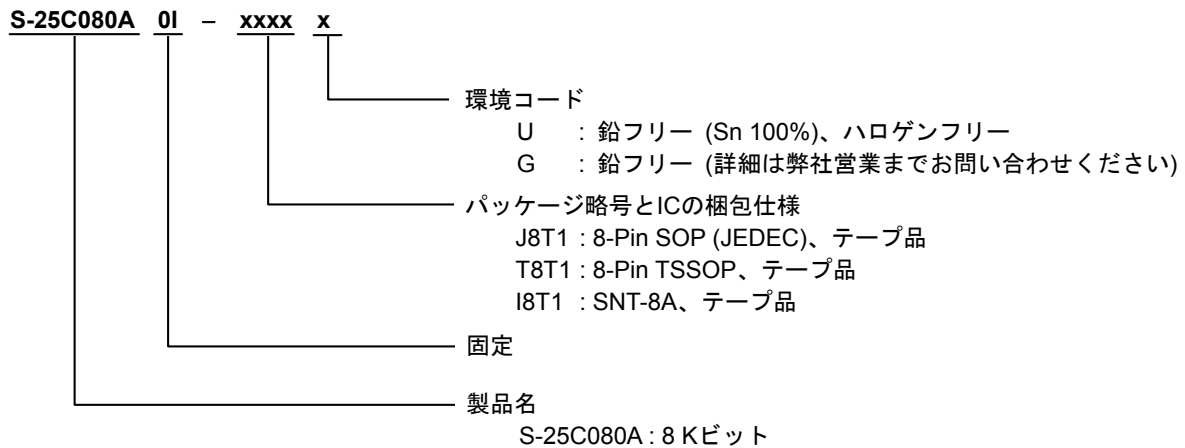 S-25C080A 0I – xxxx x
環境コード
U : 鉛フリー (Sn 100%)、ハロゲンフリー
G : 鉛フリー (詳細は弊社営業までお問い合わせください)
パッケージ略号とICの梱包仕様
J8T1 : 8-Pin SOP (JEDEC)、テープ品
T8T1 : 8-Pin TSSOP、テープ品
I8T1 : SNT-8A、テープ品
固定
製品名
S-25C080A : 8 Kビット